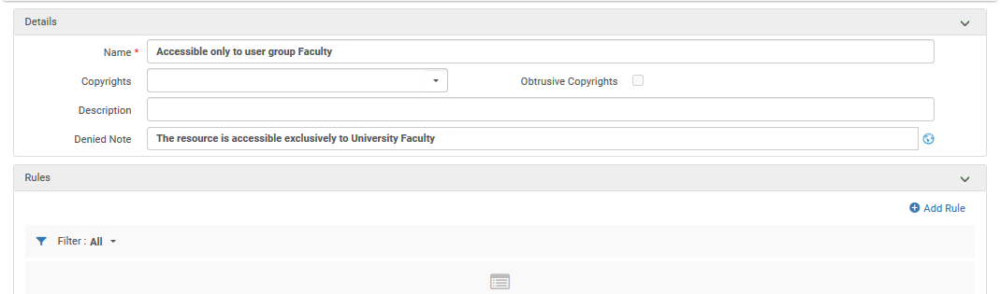 Details
Name * Accessible only to user group Faculty
Copyrights Obtrusive Copyrights
Description
Denied Note The resource is accessible exclusively to University Faculty
Rules
Add Rule
Filter : All